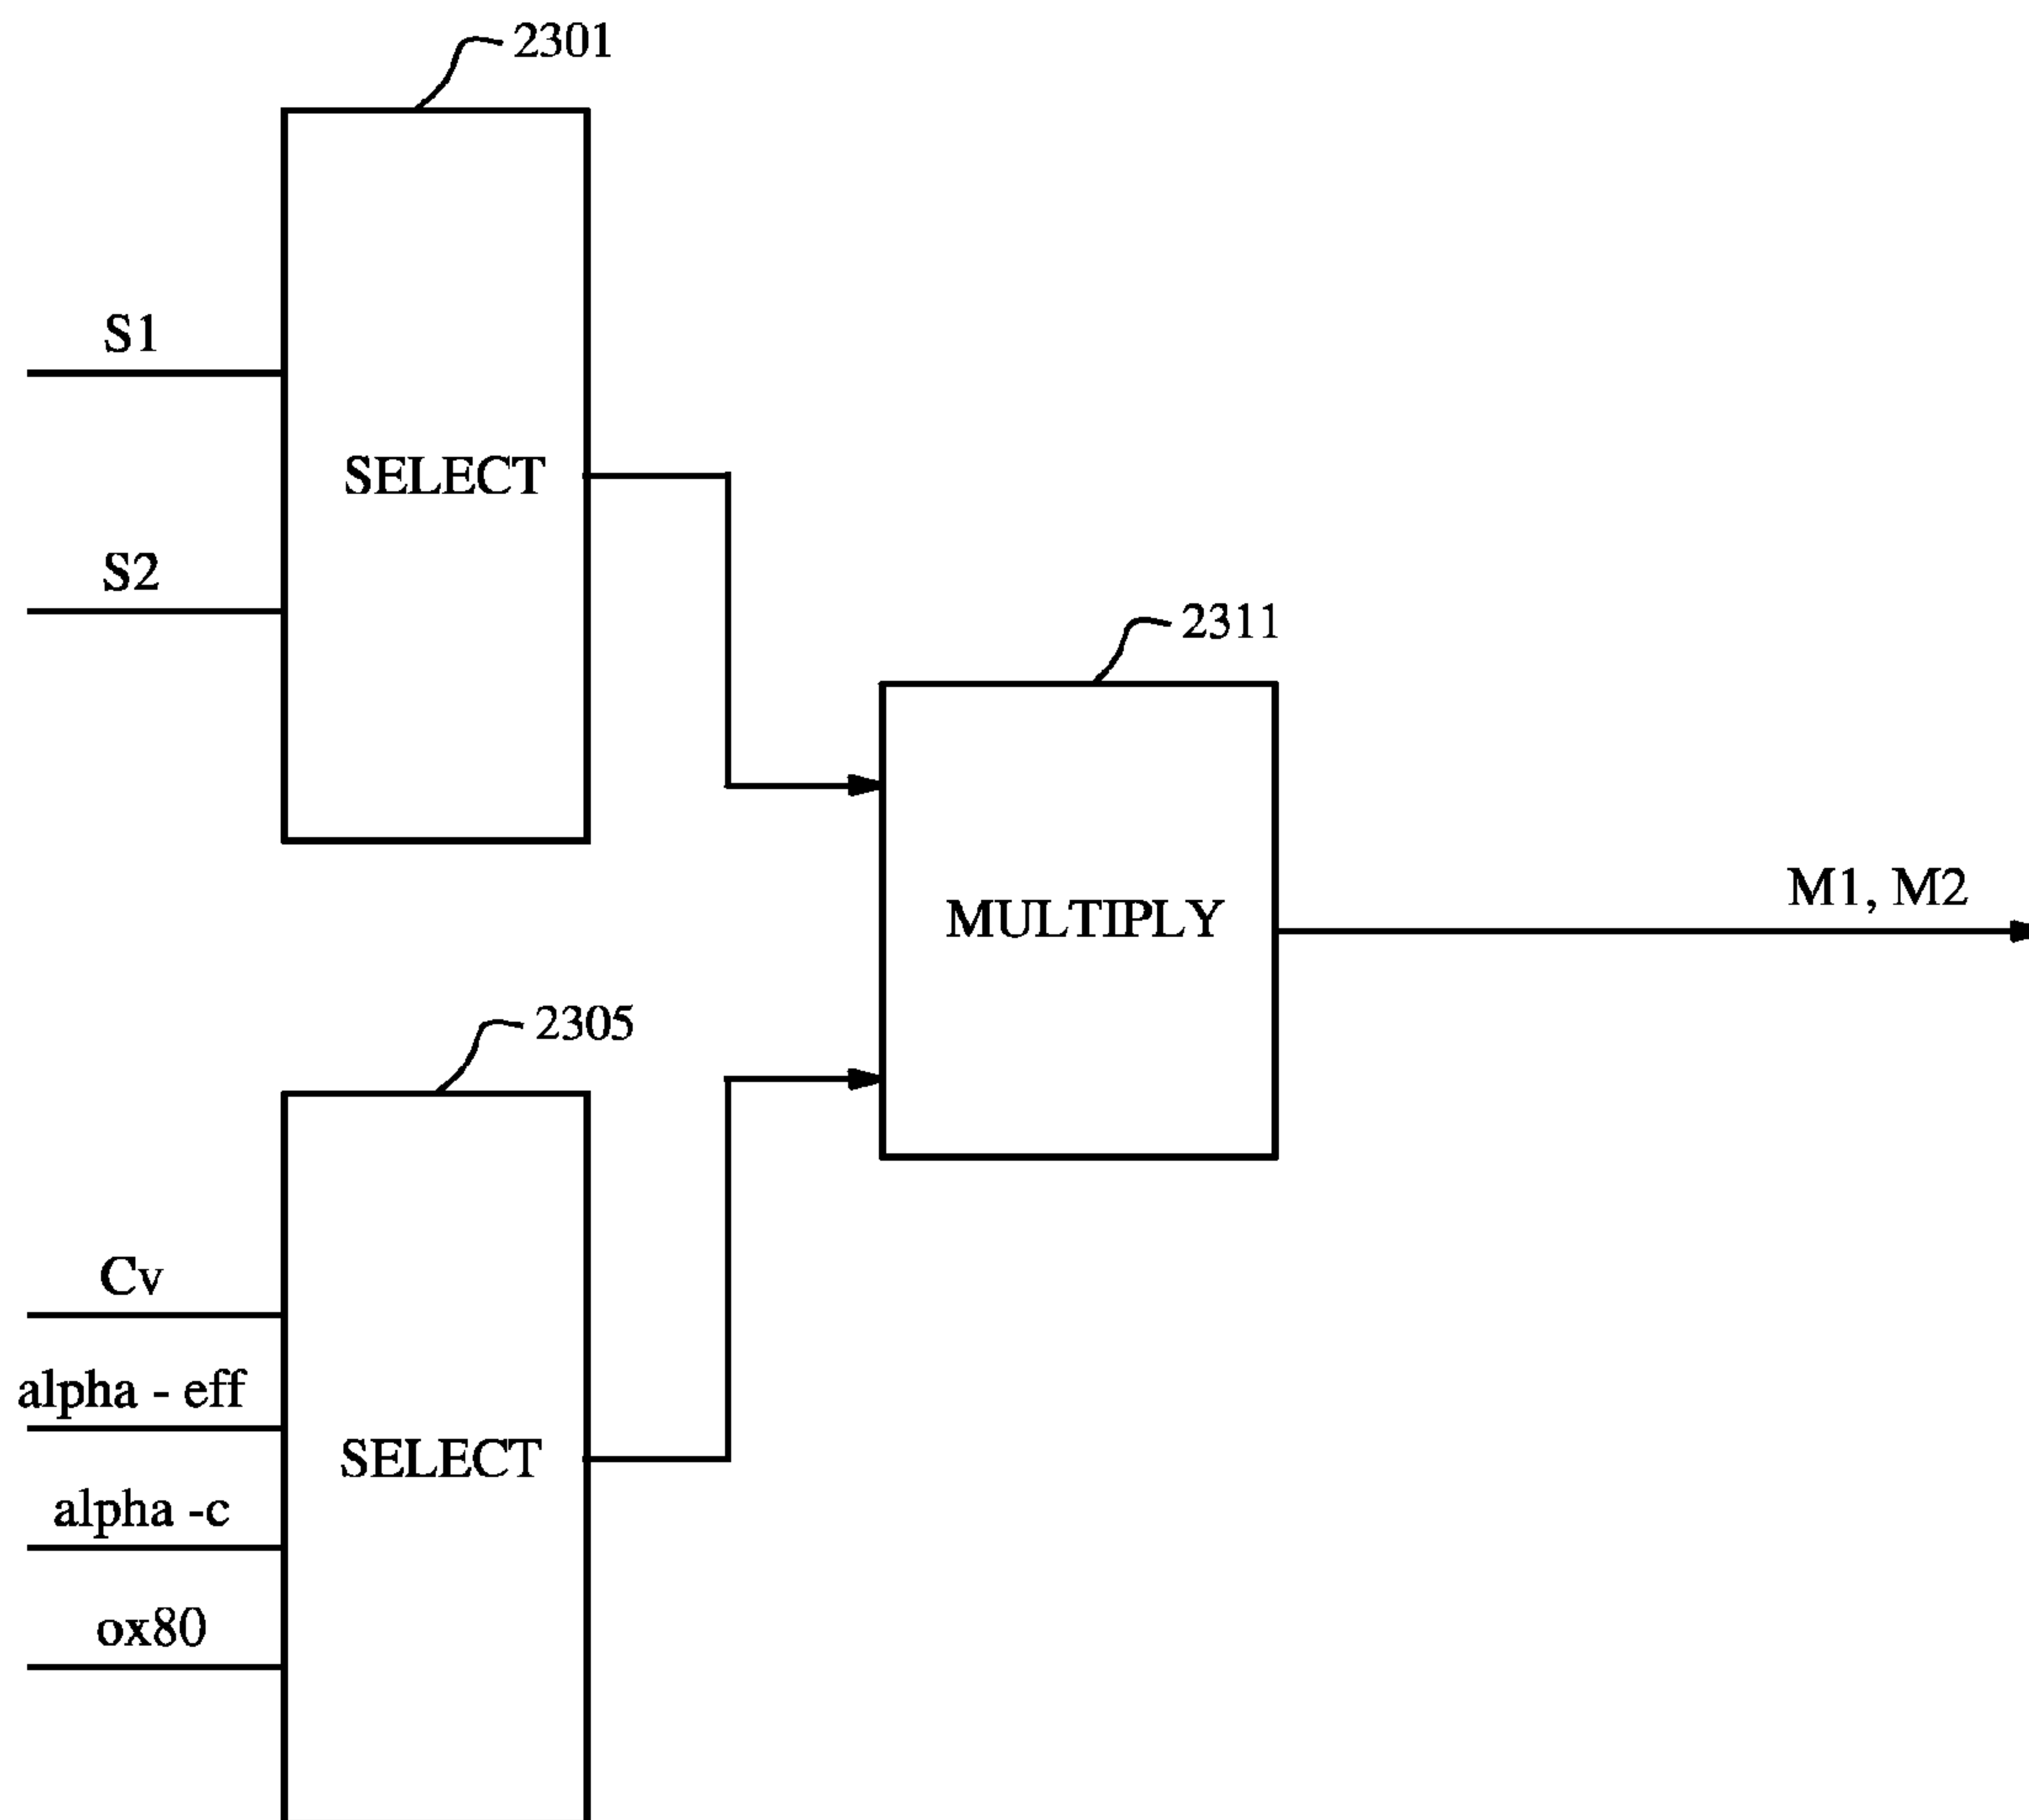 2301
S1
SELECT
S2
2311
M1, M2
MULTIPLY
2305
Cv
alpha - eff
SELECT
alpha -c
ox80